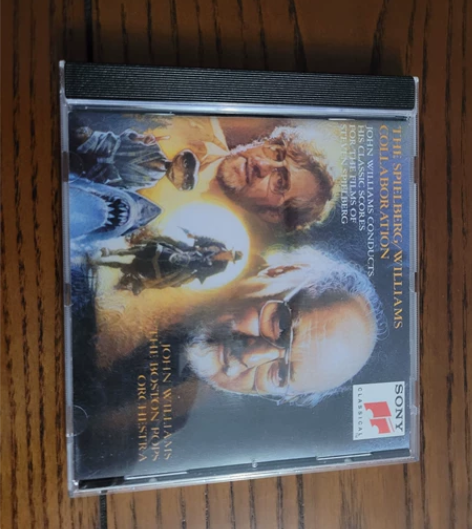 THE SPIELBERG/WILLIAMS
COLLABORATION
JOHN WILLIAMS CONDUCTS
HIS CLASSIC SCORES
FOR THE FILMS OF
STEVEN SPIELBERG
SONY
CLASSICAL
JOHN WILLIAMS
THE BOSTON POPS
ORCHESTRA